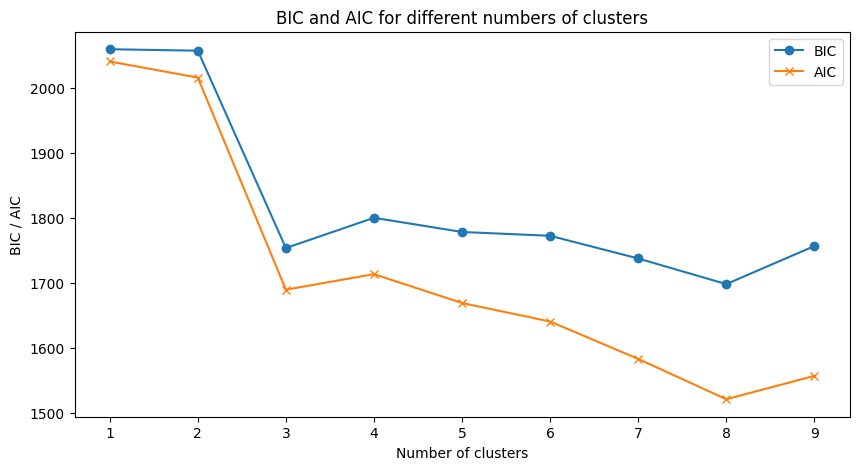 BIC and AIC for different numbers of clusters
BIC
AIC
BIC / AIC
2000
1900
1800
1700
1600
1500
1 2 3 4 5 6 7 8 9
Number of clusters